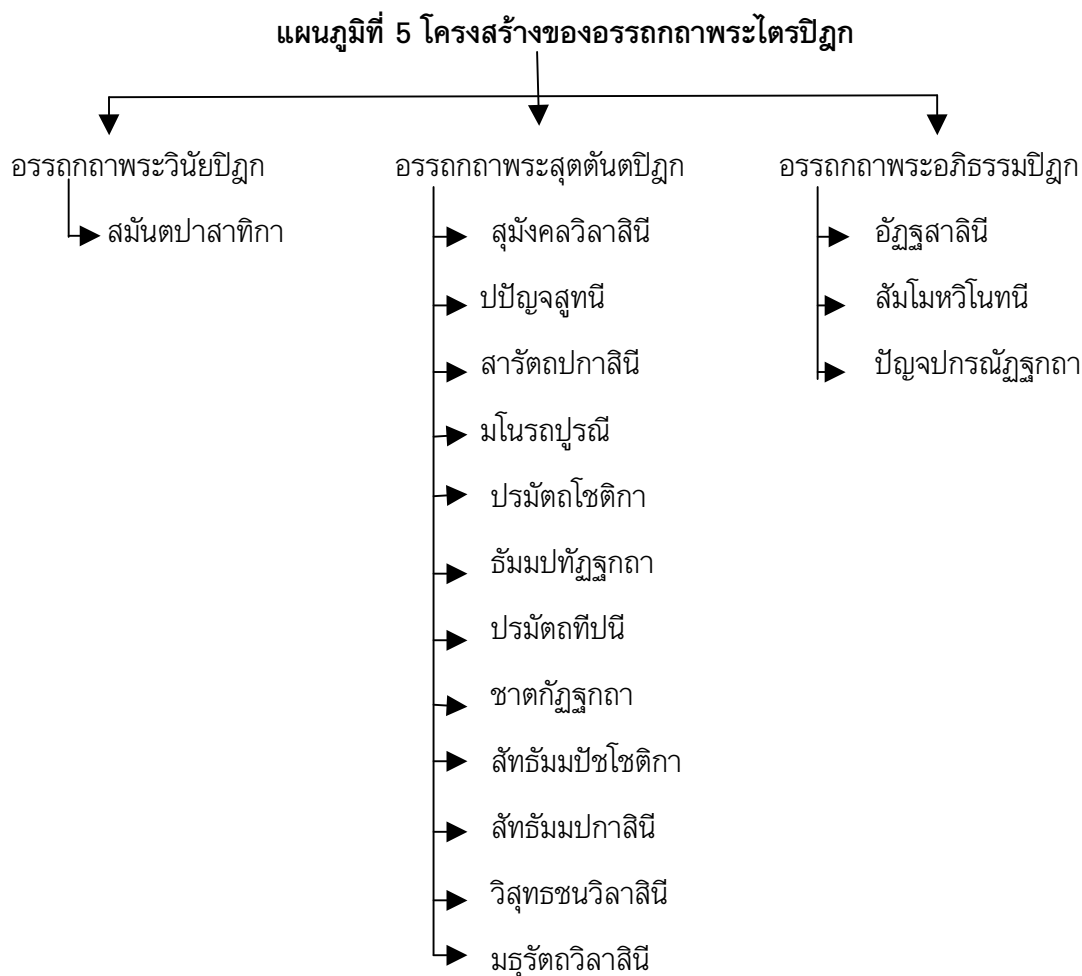 แผนภูมิที่ 5 โครงสร้างของอรรถกถาพระไตรปิฎก
อรรถกถาพระวินัยปิฎก
สมันตปาสาทิกา
อรรถกถาพระสุตตันตปิฎก
สุมังคลวิลาสินี
ปปัญจสูทนี
สารัตถปกาสินี
มโนรถปูรณี
ปรมัตถโชติกา
ธัมมปทัฏฐกถา
ปรมัตถทีปนี
ชาตกัฏฐกถา
สัทธัมมปัชโชติกา
สัทธัมมปกาสินี
วิสุทธชนวิลาสินี
มธุรัตถวิลาสินี
อรรถกถาพระอภิธรรมปิฎก
อัฏฐสาลินี
สัมโมหวิโนทนี
ปัญจปกรณัฏฐกถา